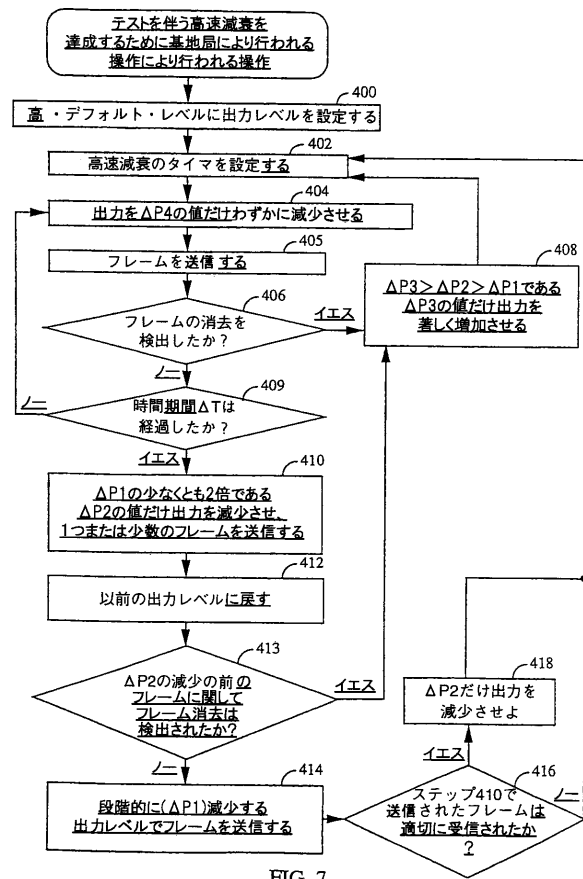 テストを伴う高速減衰を
達成するために基地局により行われる
操作により行われる操作
400
高・デフォルト・レベルに出力レベルを設定する
402
高速減衰のタイマを設定する
404
出力をΔP4の値だけわずかに減少させる
405
フレームを送信する
406
フレームの消去を
検出したか?
イエス
408
ΔP3>ΔP2>ΔP1である
ΔP3の値だけ出力を
著しく増加させる
ノー
409
時間期間ΔTは
経過したか?
ノー
イエス
410
ΔP1の少なくとも2倍である
ΔP2の値だけ出力を減少させ、
1つまたは少数のフレームを送信する
412
以前の出力レベルに戻す
413
ΔP2の減少の前の
フレームに関して
フレーム消去は
検出されたか?
イエス
ノー
414
段階的に(ΔP1)減少する
出力レベルでフレームを送信する
418
ΔP2だけ出力を
減少させよ
イエス
416
ステップ410で
送信されたフレームは
適切に受信されたか
?
ノー
FIG. 7